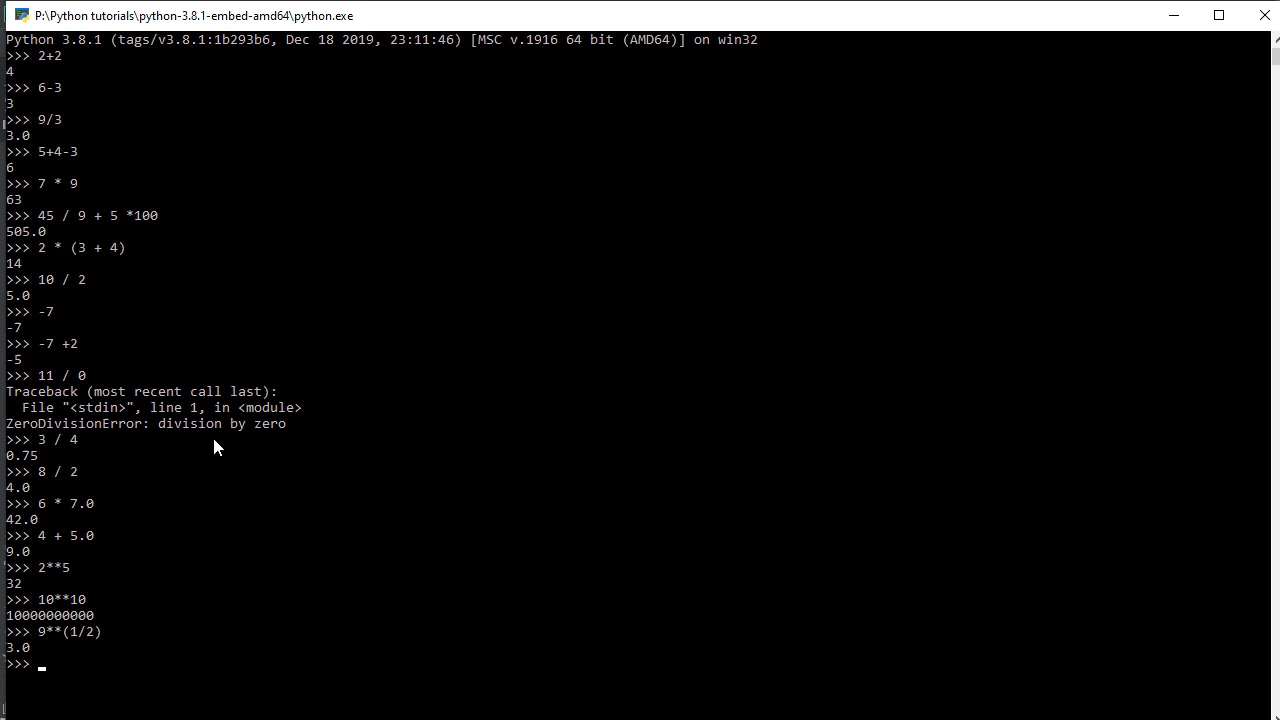 P:\Python tutorials\python-3.8.1-embed-amd64\python.exe
Python 3.8.1 (tags/v3.8.1:1b293b6, Dec 18 2019, 23:11:46) [MSC v.1916 64 bit (AMD64)] on win32
>>> 2+2
4
>>> 6-3
3
>>> 9/3
3.0
>>> 5+4-3
6
>>> 7 * 9
63
>>> 45 / 9 + 5 *100
505.0
>>> 2 * (3 + 4)
14
>>> 10 / 2
5.0
>>> -7
-7
>>> -7 +2
-5
>>> 11 / 0
Traceback (most recent call last):
  File "<stdin>", line 1, in <module>
ZeroDivisionError: division by zero
>>> 3 / 4
0.75
>>> 8 / 2
4.0
>>> 6 * 7.0
42.0
>>> 4 + 5.0
9.0
>>> 2**5
32
>>> 10**10
10000000000
>>> 9**(1/2)
3.0
>>>